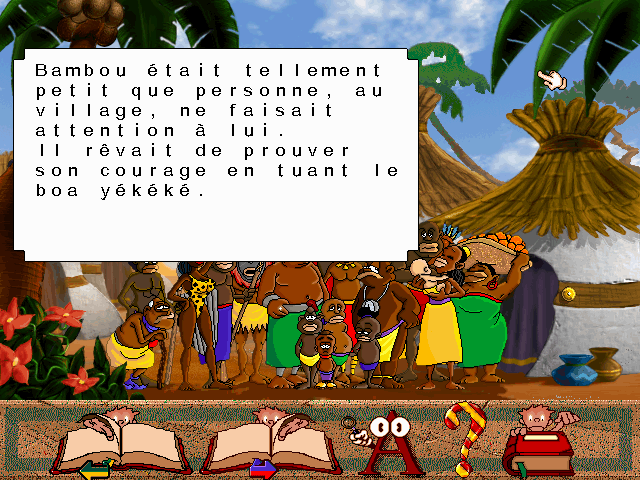 Bambou était tellement
petit que personne, au
village, ne faisait
attention à lui.
Il rêvait de prouver
son courage en tuant le
boa yékéké.
A ?